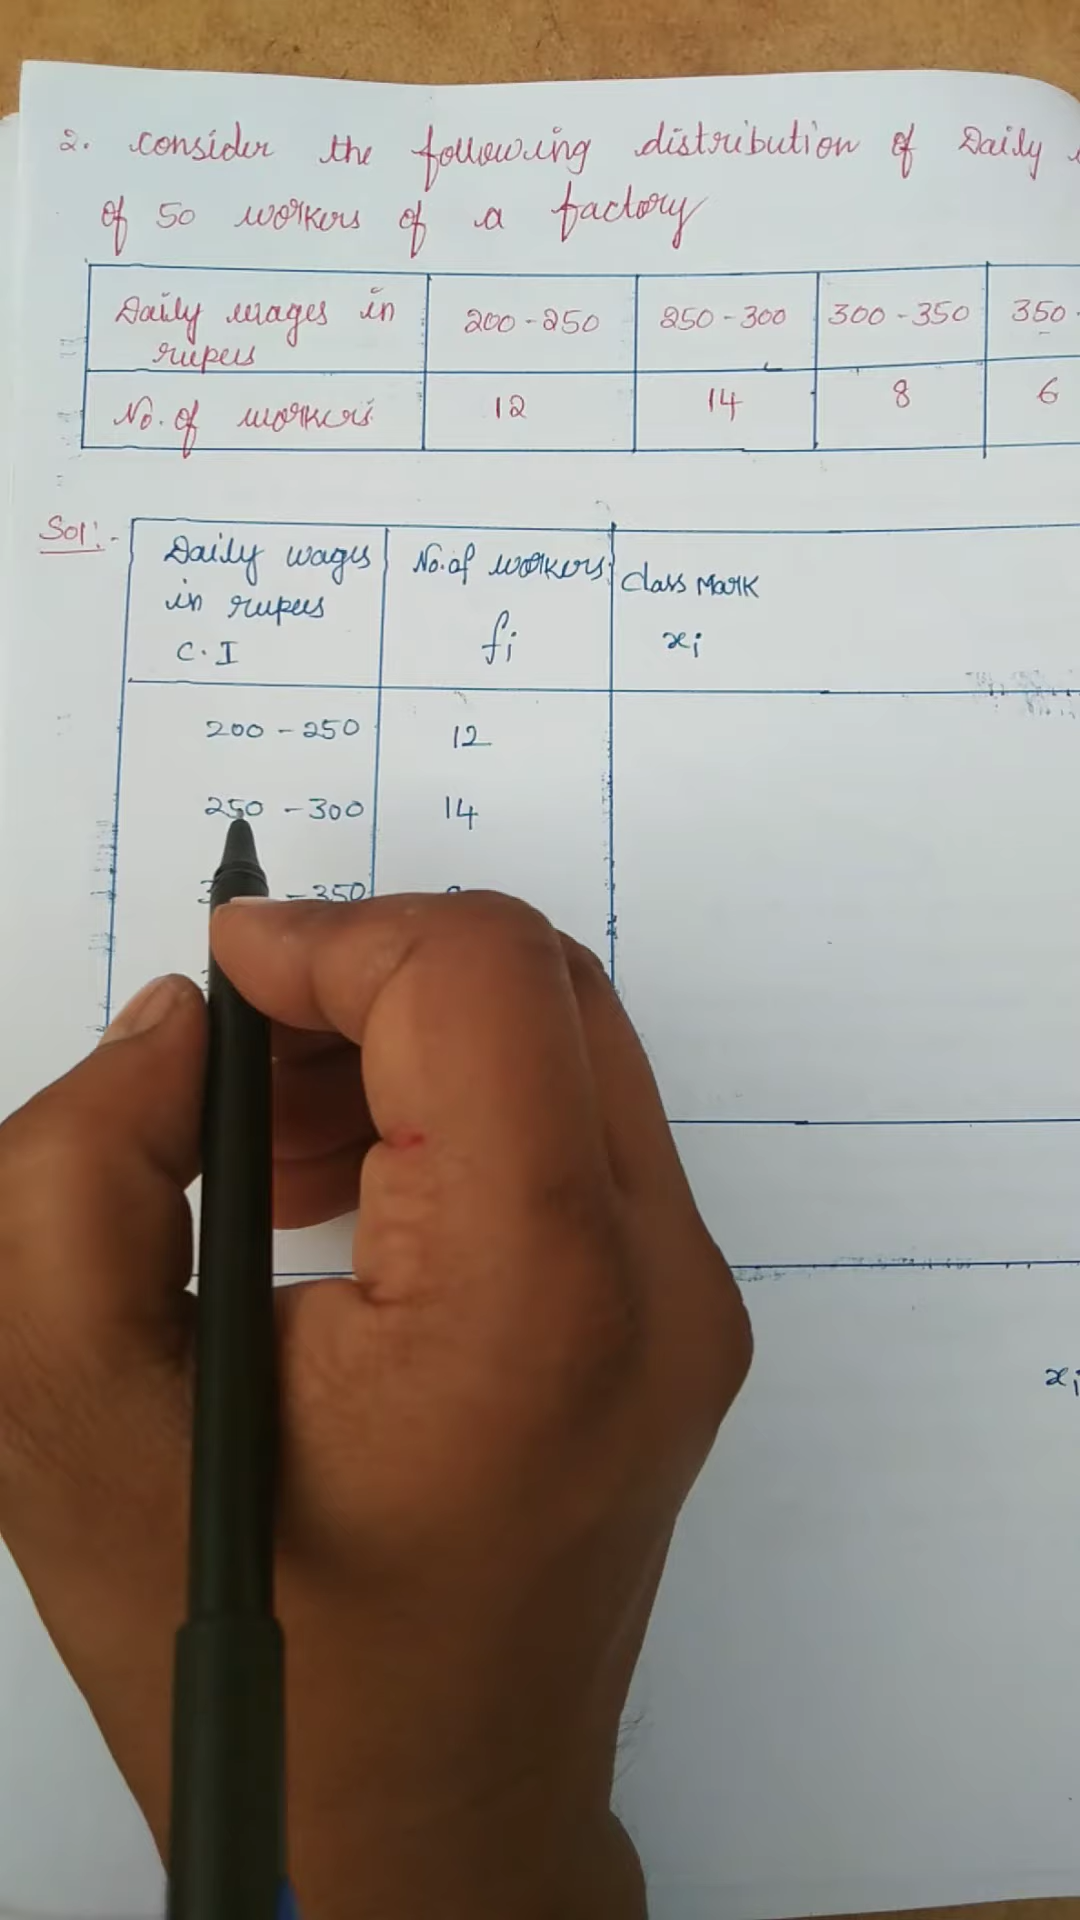 2. consider the following distribution of Daily
of 50 workers of a factory
Daily wages in rupees 200-250 250-300 300-350 350-
No. of workers 12 14 8 6
Sol:-
Daily wages in rupees C.I
No. of workers fi
Class Mark xi
200-250 12
250-300 14
-350
xi